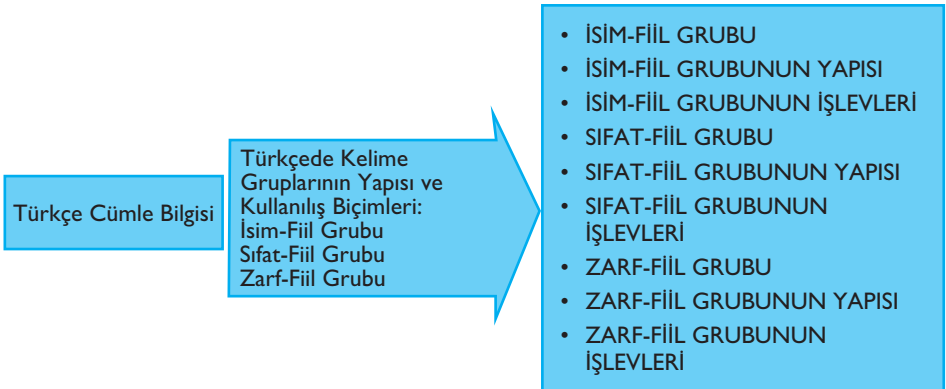 Türkçe Cümle Bilgisi
Türkçede Kelime
Gruplarının Yapısı ve
Kullanılış Biçimleri:
İsim-Fiil Grubu
Sıfat-Fiil Grubu
Zarf-Fiil Grubu
• İSİM-FİİL GRUBU
• İSİM-FİİL GRUBUNUN YAPISI
• İSİM-FİİL GRUBUNUN İŞLEVLERİ
• SIFAT-FİİL GRUBU
• SIFAT-FİİL GRUBUNUN YAPISI
• SIFAT-FİİL GRUBUNUN
İŞLEVLERİ
• ZARF-FİİL GRUBU
• ZARF-FİİL GRUBUNUN YAPISI
• ZARF-FİİL GRUBUNUN
İŞLEVLERİ